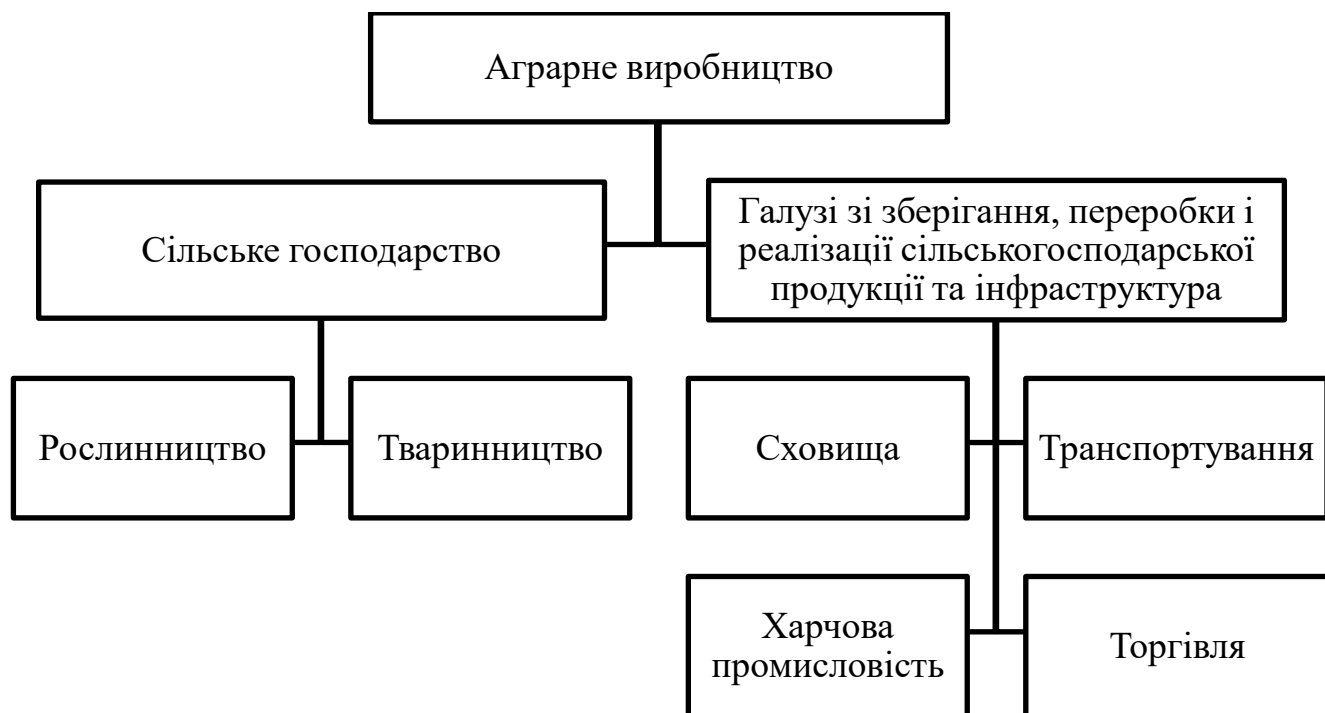 Аграрне виробництво
Сільське господарство
Галузі зі зберігання, переробки і
реалізації сільськогосподарської
продукції та інфраструктура
Рослинництво
Тваринництво
Сховища
Транспортування
Харчова
промисловість
Торгівля